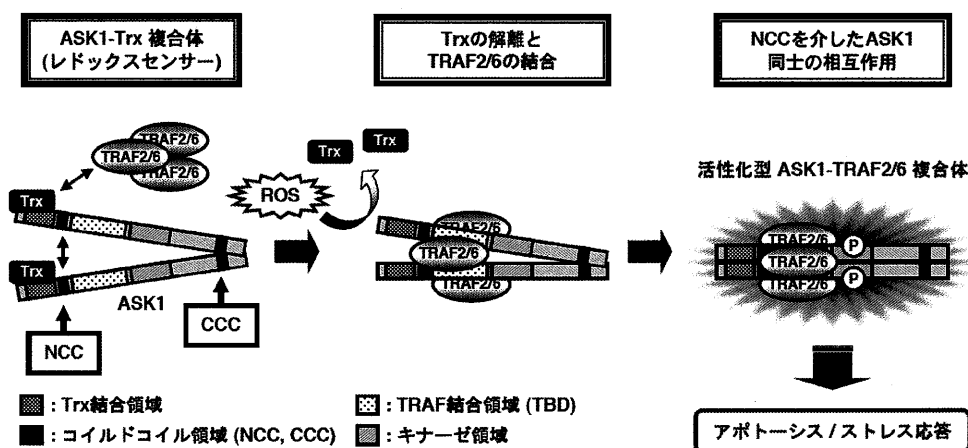 ASK1-Trx 複合体
(レドックスセンサー)
Trxの解離と
TRAF2/6の結合
NCCを介したASK1
同士の相互作用
TRAF2/6
TRAF2/6
TRAF2/6
Trx
Trx
ASK1
NCC
CCC
ROS
Trx
Trx
TRAF2/6
TRAF2/6
TRAF2/6
活性化型 ASK1-TRAF2/6 複合体
TRAF2/6
TRAF2/6
TRAF2/6
P
P
: Trx結合領域
: TRAF結合領域 (TBD)
: コイルドコイル領域 (NCC, CCC)
: キナーゼ領域
アポトーシス / ストレス応答